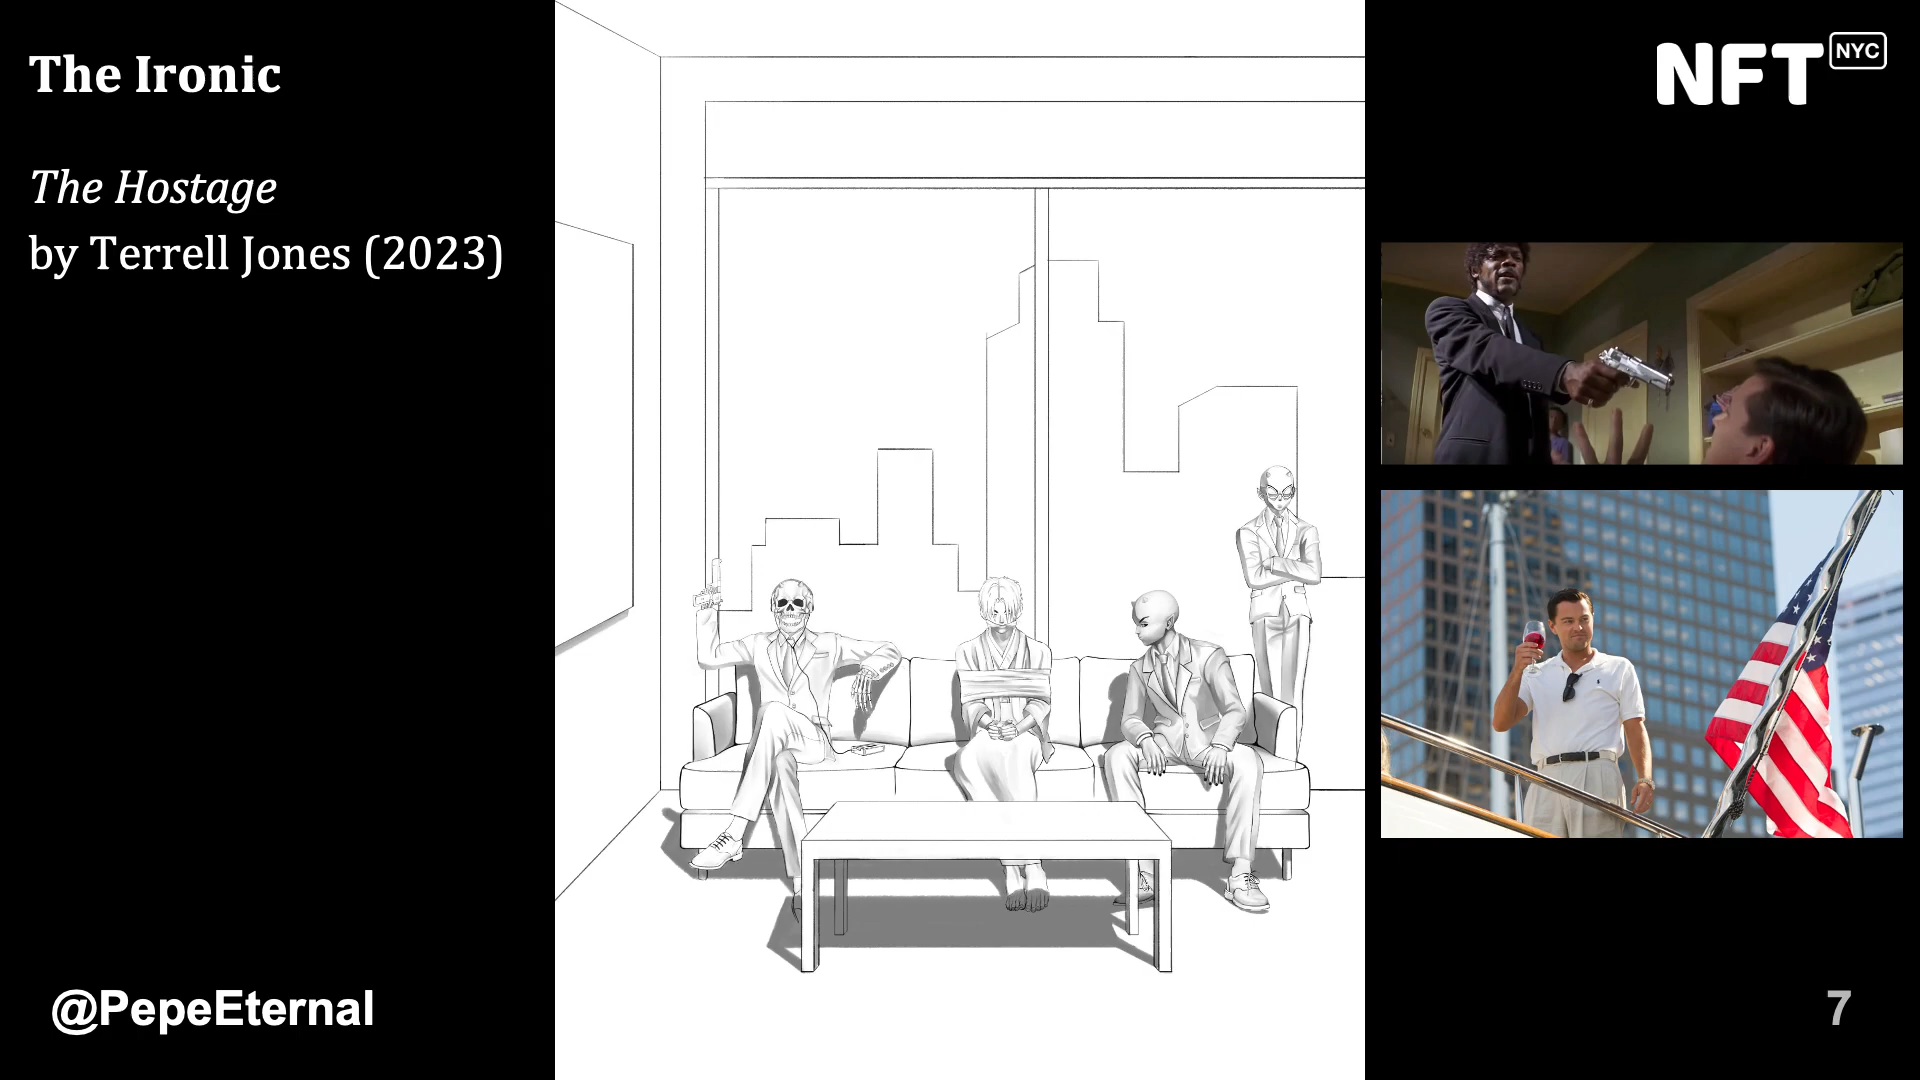 The Ironic
The Hostage
by Terrell Jones (2023)
NFT NYC
@PepeEternal
7